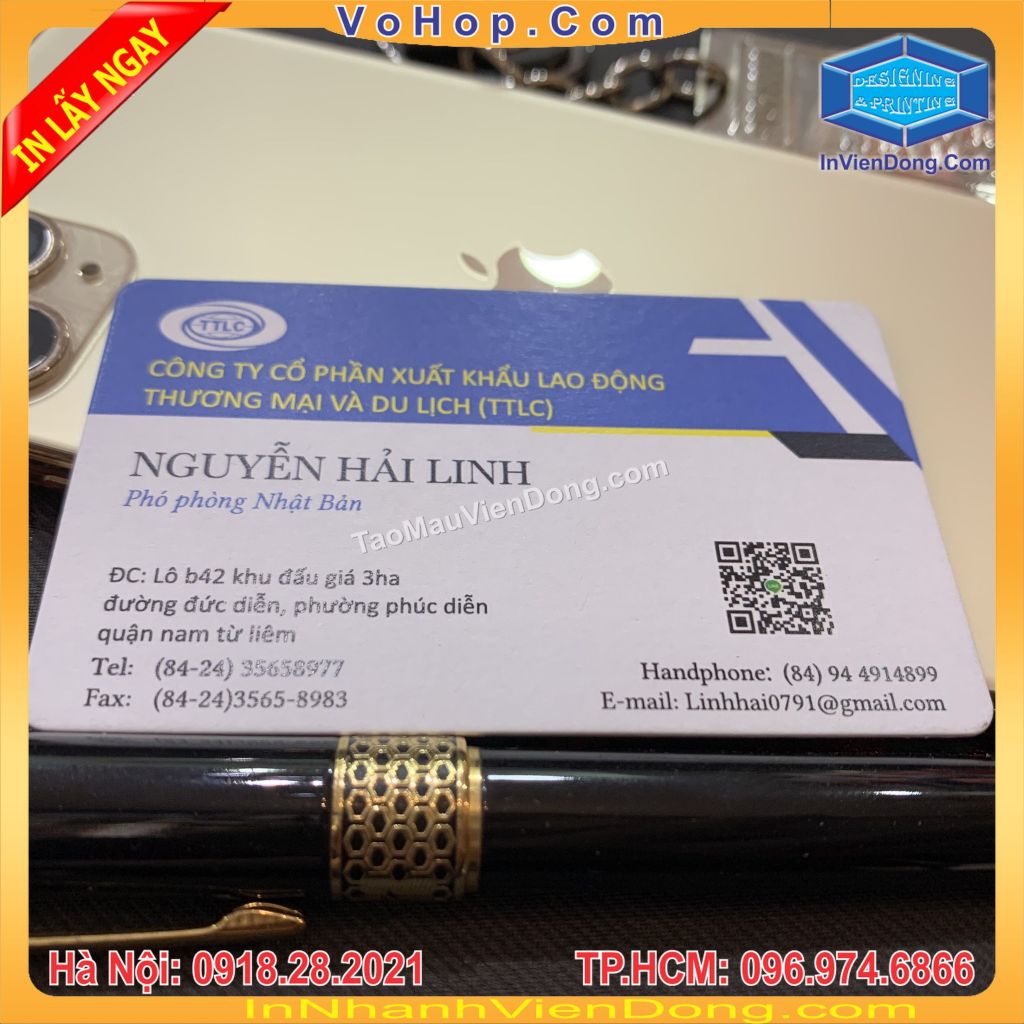 VoHop.Com
IN LẤY NGAY
DESIGNING
& PRINTING
InVienDong.Com
TTLC
CÔNG TY CỔ PHẦN XUẤT KHẨU LAO ĐỘNG
THƯƠNG MẠI VÀ DU LỊCH (TTLC)
NGUYỄN HẢI LINH
Phó phòng Nhật Bản
TaoMauVienDong.com
ĐC: Lô b42 khu đấu giá 3ha
đường đức diễn, phường phúc diễn
quận nam từ liêm
Tel: (84-24) 35658977
Fax: (84-24)3565-8983
Handphone: (84) 94 4914899
E-mail: Linhhai0791@gmail.com
Hà Nội: 0918.28.2021
TP.HCM: 096.974.6866
InNhanhVienDong.Com